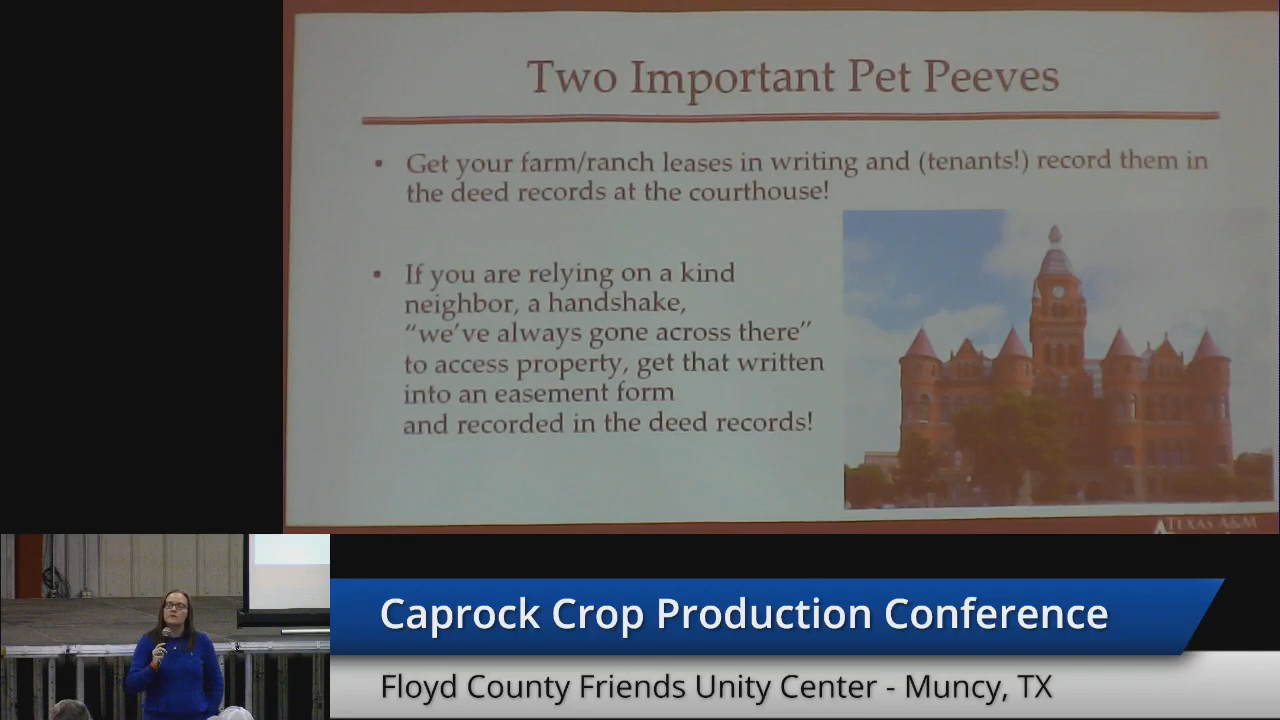 Two Important Pet Peeves
• Get your farm/ranch leases in writing and (tenants!) record them in
the deed records at the courthouse!
• If you are relying on a kind
neighbor, a handshake,
“we’ve always gone across there”
to access property, get that written
into an easement form
and recorded in the deed records!
TEXAS A&M
Caprock Crop Production Conference
Floyd County Friends Unity Center - Muncy, TX